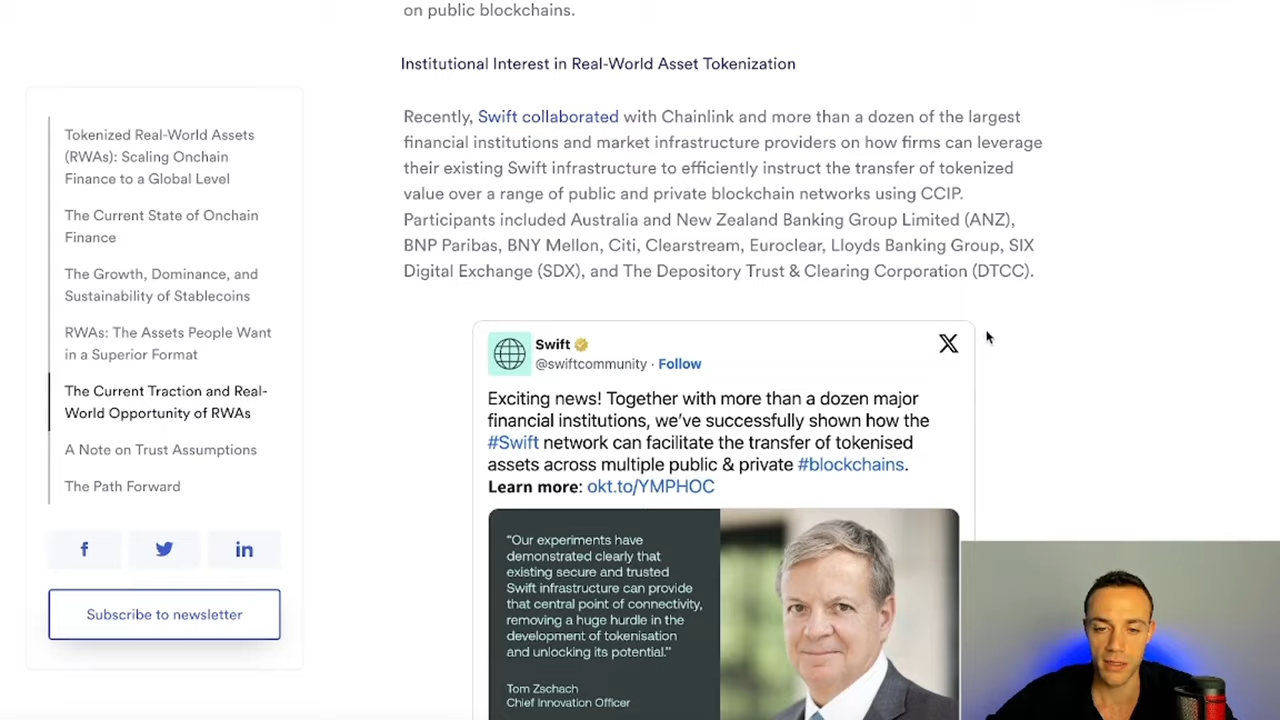 on public blockchains.
Institutional Interest in Real-World Asset Tokenization
Recently, Swift collaborated with Chainlink and more than a dozen of the largest
financial institutions and market infrastructure providers on how firms can leverage
their existing Swift infrastructure to efficiently instruct the transfer of tokenized
value over a range of public and private blockchain networks using CCIP.
Participants included Australia and New Zealand Banking Group Limited (ANZ),
BNP Paribas, BNY Mellon, Citi, Clearstream, Euroclear, Lloyds Banking Group, SIX
Digital Exchange (SDX), and The Depository Trust & Clearing Corporation (DTCC).
Tokenized Real-World Assets
(RWAs): Scaling Onchain
Finance to a Global Level
The Current State of Onchain
Finance
The Growth, Dominance, and
Sustainability of Stablecoins
RWAs: The Assets People Want
in a Superior Format
The Current Traction and Real-
World Opportunity of RWAs
A Note on Trust Assumptions
The Path Forward
Subscribe to newsletter
Swift
@swiftcommunity · Follow
Exciting news! Together with more than a dozen major
financial institutions, we've successfully shown how the
#Swift network can facilitate the transfer of tokenised
assets across multiple public & private #blockchains.
Learn more: okt.to/YMPHOC
“Our experiments have
demonstrated clearly that
existing secure and trusted
Swift infrastructure can provide
that central point of connectivity,
removing a huge hurdle in the
development of tokenisation
and unlocking its potential.”
Tom Zschach
Chief Innovation Officer